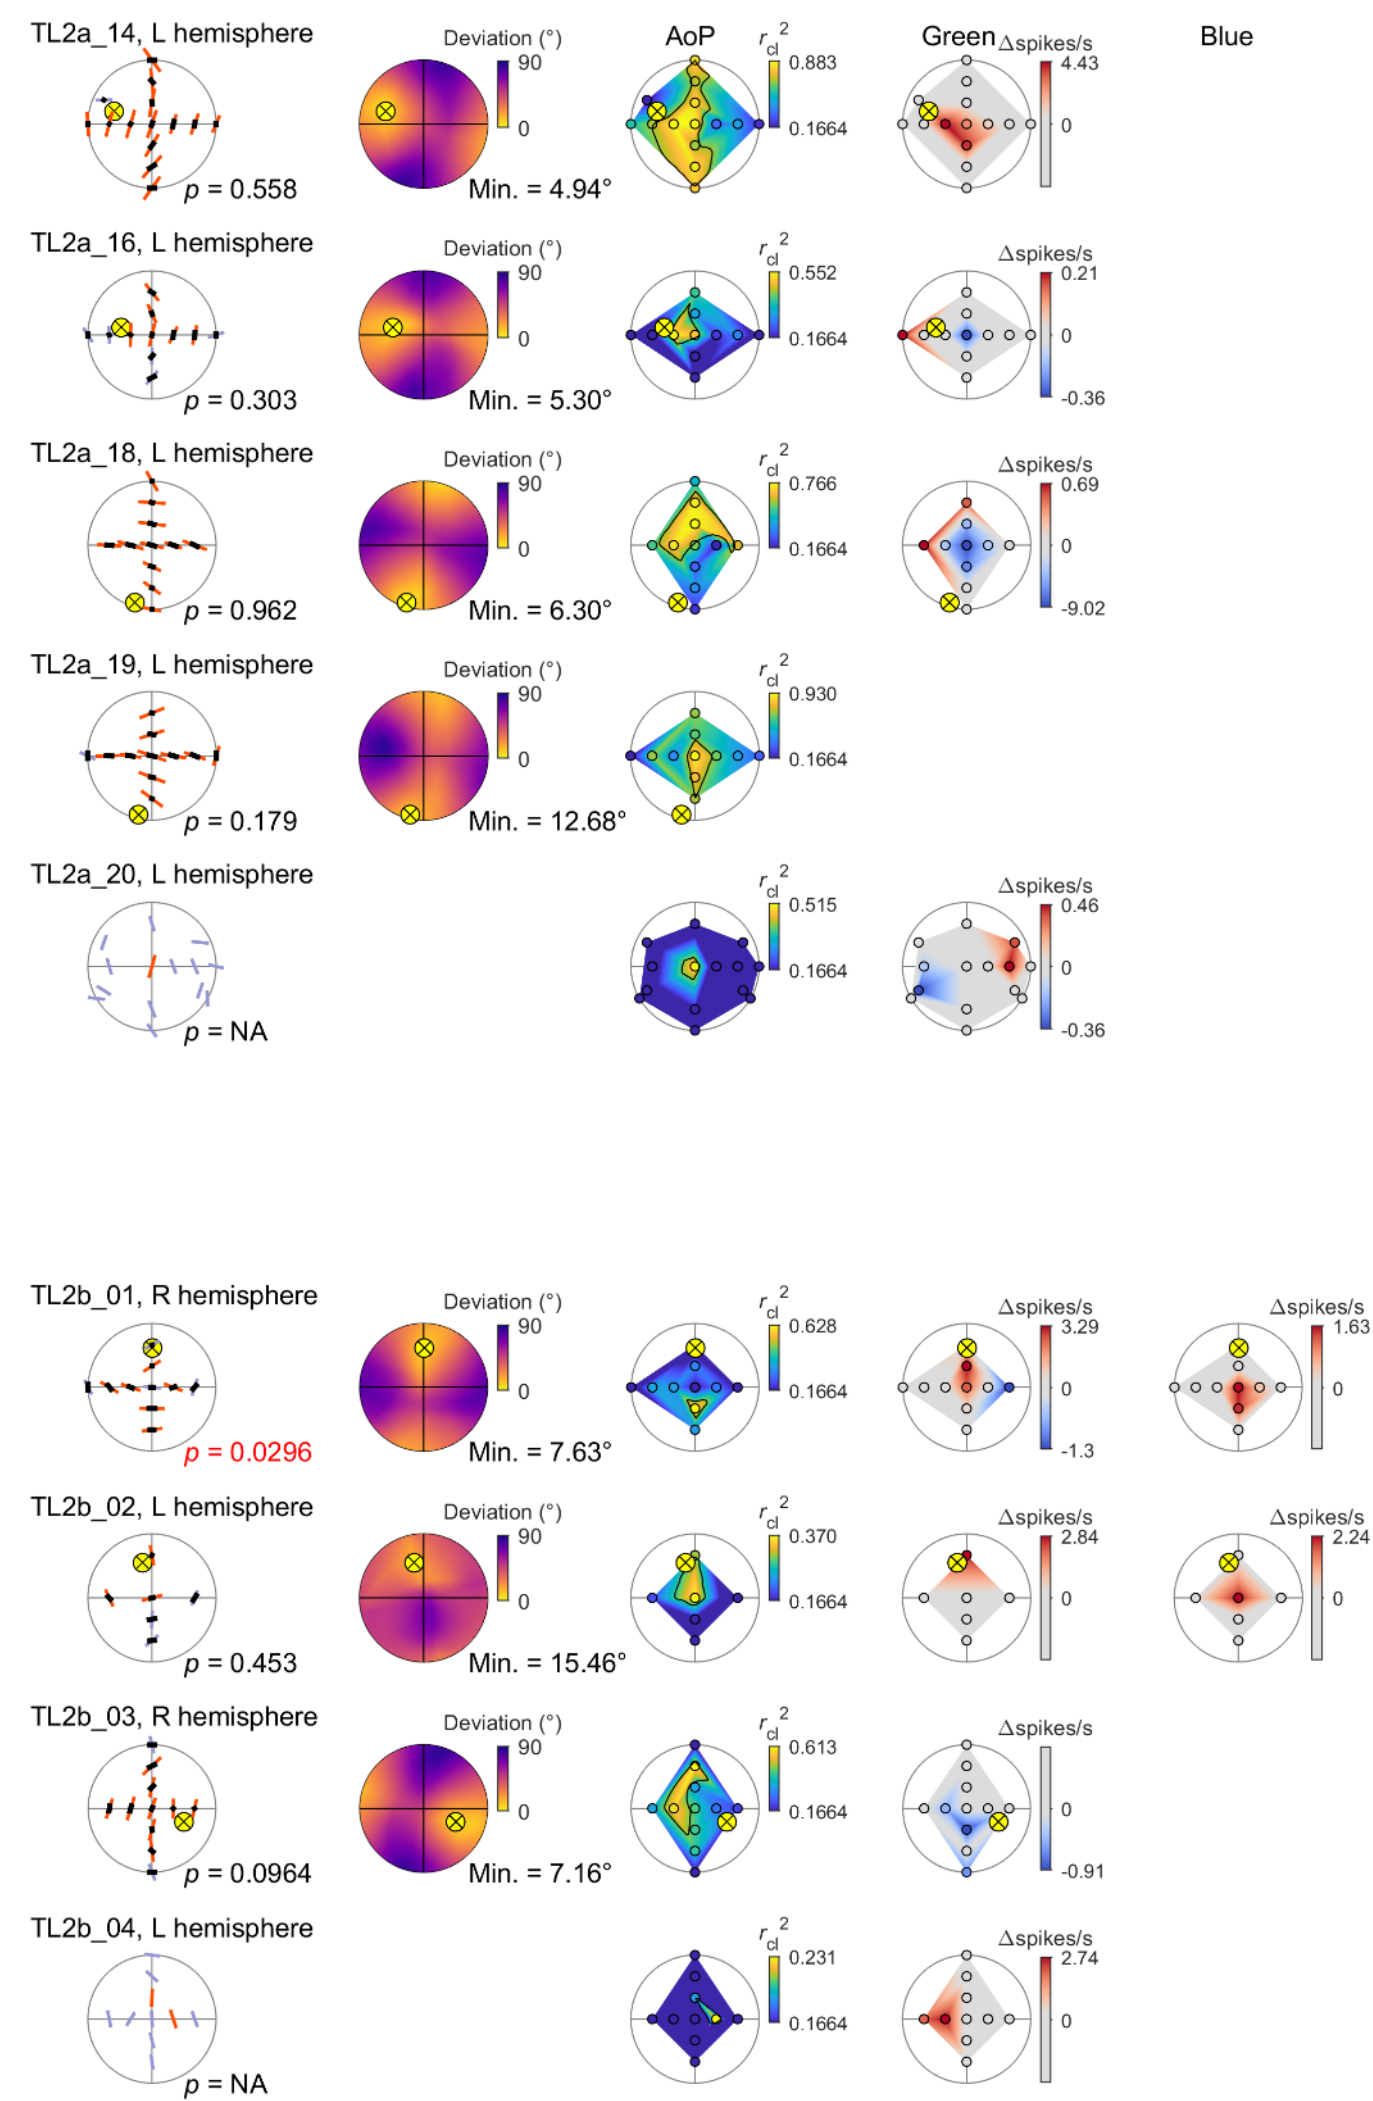 AoP Green Blue
TL2a_14, L hemisphere
Deviation (°)
90
0
r_cl^2
0.883
0.1664
Δspikes/s
4.43
0
p = 0.558
Min. = 4.94°
TL2a_16, L hemisphere
Deviation (°)
90
0
r_cl^2
0.552
0.1664
Δspikes/s
0.21
0
-0.36
p = 0.303
Min. = 5.30°
TL2a_18, L hemisphere
Deviation (°)
90
0
r_cl^2
0.766
0.1664
Δspikes/s
0.69
0
-9.02
p = 0.962
Min. = 6.30°
TL2a_19, L hemisphere
Deviation (°)
90
0
r_cl^2
0.930
0.1664
p = 0.179
Min. = 12.68°
TL2a_20, L hemisphere
r_cl^2
0.515
0.1664
Δspikes/s
0.46
0
-0.36
p = NA
TL2b_01, R hemisphere
Deviation (°)
90
0
r_cl^2
0.628
0.1664
Δspikes/s
3.29
0
-1.3
Δspikes/s
1.63
0
p = 0.0296
Min. = 7.63°
TL2b_02, L hemisphere
Deviation (°)
90
0
r_cl^2
0.370
0.1664
Δspikes/s
2.84
0
Δspikes/s
2.24
0
p = 0.453
Min. = 15.46°
TL2b_03, R hemisphere
Deviation (°)
90
0
r_cl^2
0.613
0.1664
Δspikes/s
0
-0.91
p = 0.0964
Min. = 7.16°
TL2b_04, L hemisphere
r_cl^2
0.231
0.1664
Δspikes/s
2.74
0
p = NA